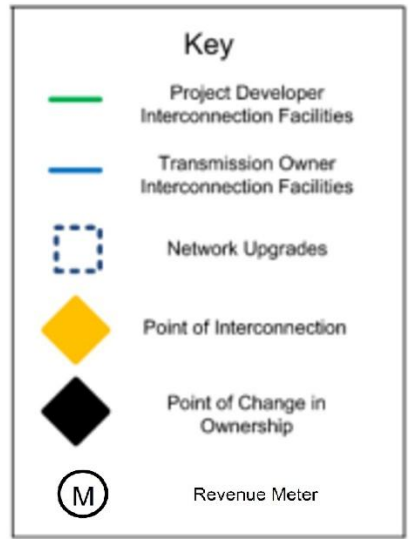 Key
Project Developer
Interconnection Facilities
Transmission Owner
Interconnection Facilities
Network Upgrades
Point of Interconnection
Point of Change in
Ownership
M
Revenue Meter